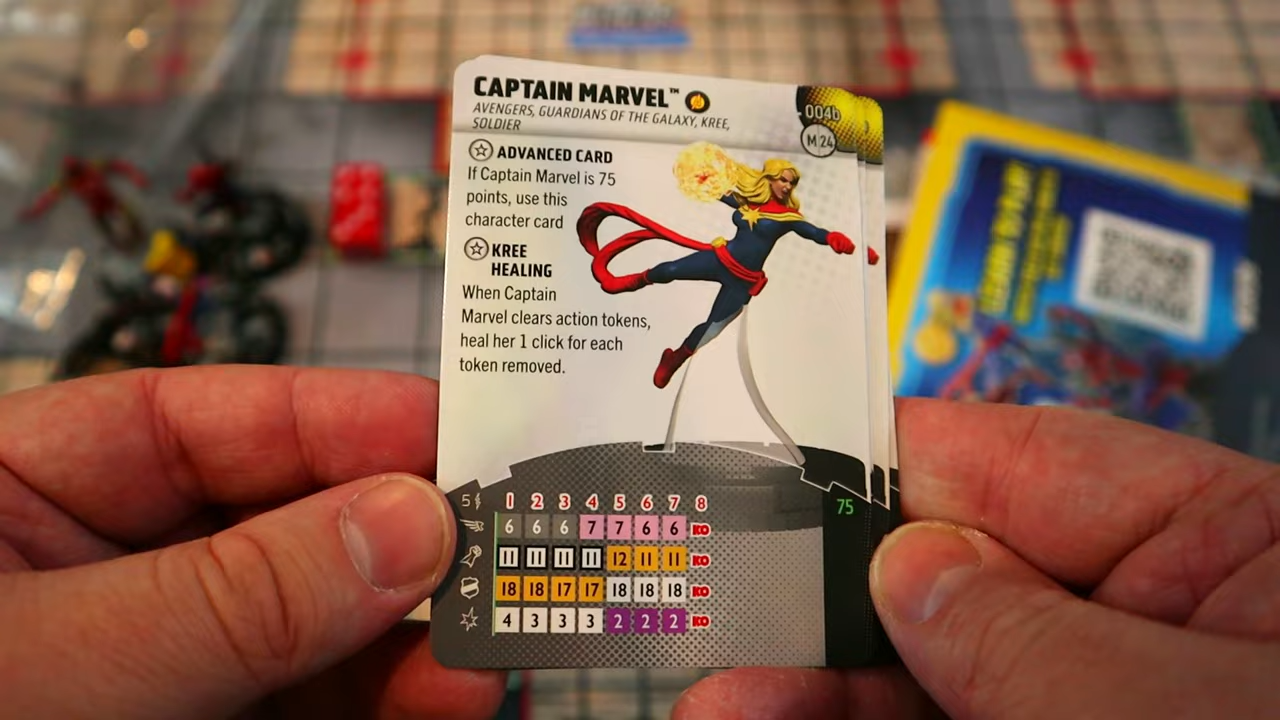 CAPTAIN MARVEL™
AVENGERS, GUARDIANS OF THE GALAXY, KREE,
SOLDIER
004b
M 24
ADVANCED CARD
If Captain Marvel is 75
points, use this
character card
KREE
HEALING
When Captain
Marvel clears action tokens,
heal her 1 click for each
token removed.
75
5 1 2 3 4 5 6 7 8
6 6 6 7 7 6 6 KO
11 11 11 11 12 11 11 KO
18 18 17 17 18 18 18 KO
4 3 3 3 2 2 2 KO